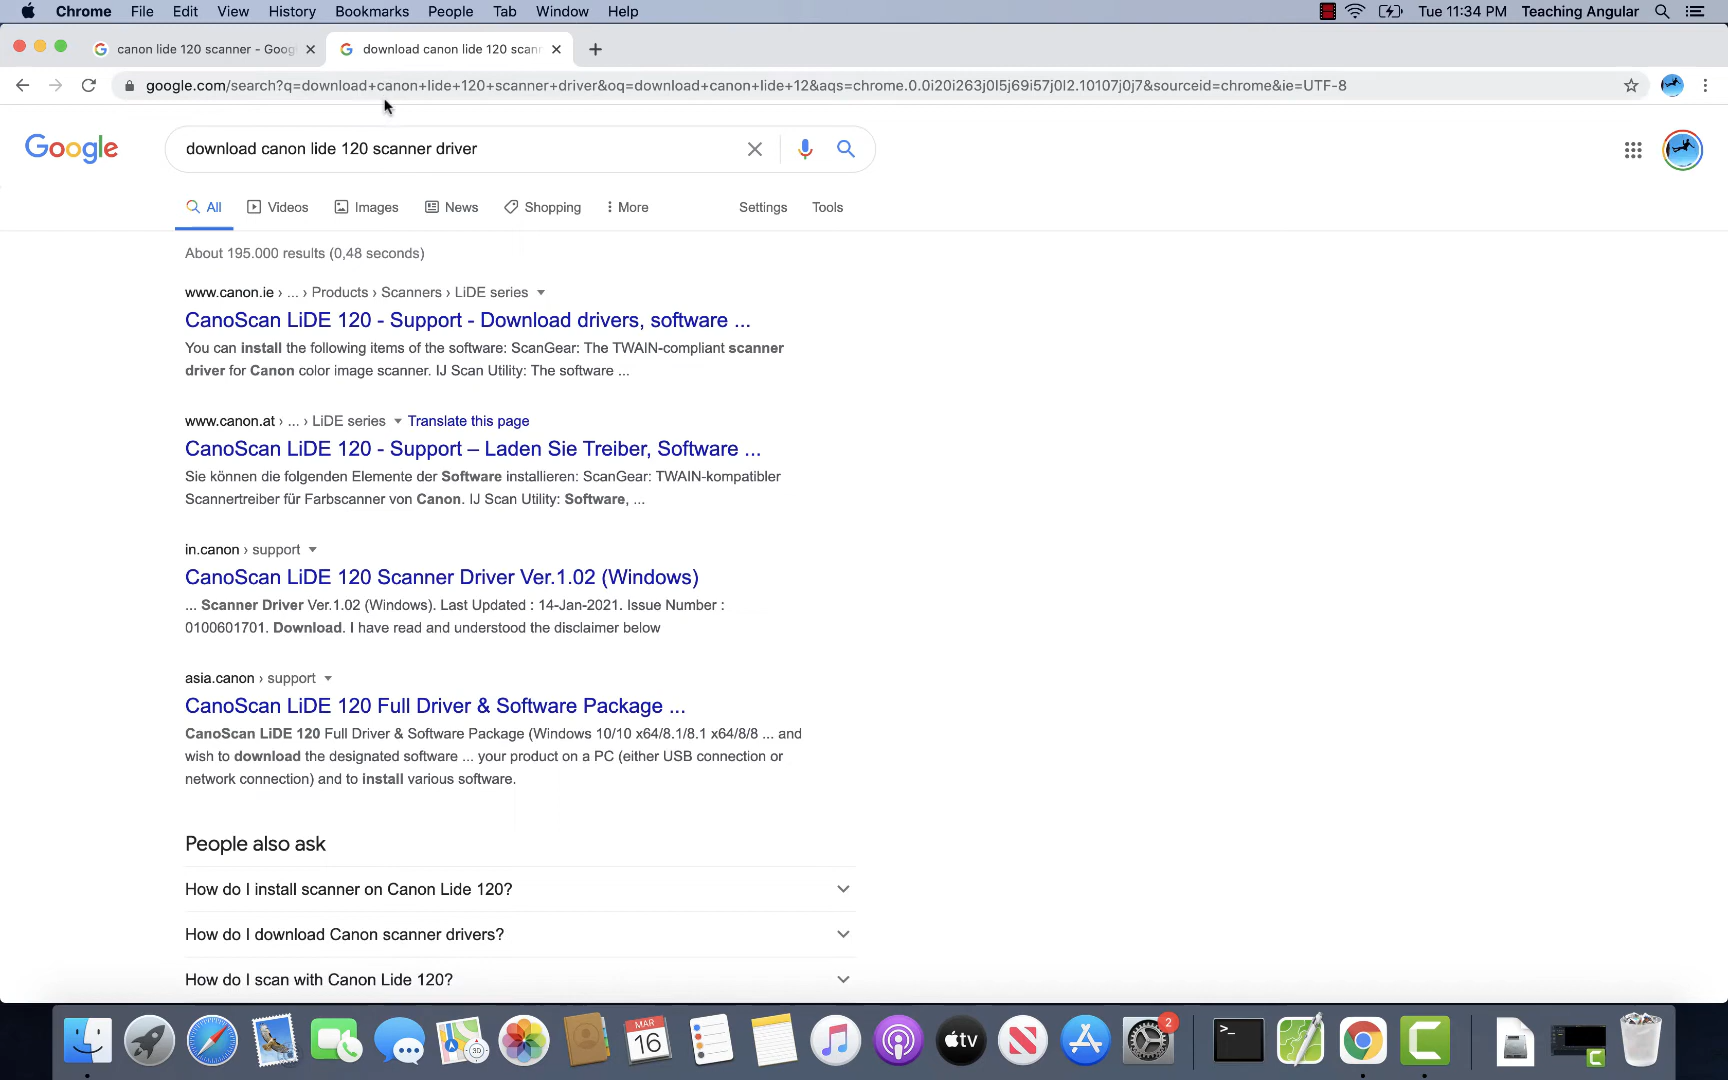 Chrome File Edit View History Bookmarks People Tab Window Help Tue 11:34 PM Teaching Angular
canon lide 120 scanner - Goog download canon lide 120 scann
google.com/search?q=download+canon+lide+120+scanner+driver&oq=download+canon+lide+12&aqs=chrome.0.0i20i263j0l5j69i57j0l2.10107j0j7&sourceid=chrome&ie=UTF-8
Google download canon lide 120 scanner driver
All Videos Images News Shopping More Settings Tools
About 195.000 results (0,48 seconds)
www.canon.ie › ... › Products › Scanners › LiDE series
CanoScan LiDE 120 - Support - Download drivers, software ...
You can install the following items of the software: ScanGear: The TWAIN-compliant scanner
driver for Canon color image scanner. IJ Scan Utility: The software ...
www.canon.at › ... › LiDE series Translate this page
CanoScan LiDE 120 - Support – Laden Sie Treiber, Software ...
Sie können die folgenden Elemente der Software installieren: ScanGear: TWAIN-kompatibler
Scannertreiber für Farbscanner von Canon. IJ Scan Utility: Software, ...
in.canon › support
CanoScan LiDE 120 Scanner Driver Ver.1.02 (Windows)
... Scanner Driver Ver.1.02 (Windows). Last Updated : 14-Jan-2021. Issue Number :
0100601701. Download. I have read and understood the disclaimer below
asia.canon › support
CanoScan LiDE 120 Full Driver & Software Package ...
CanoScan LiDE 120 Full Driver & Software Package (Windows 10/10 x64/8.1/8.1 x64/8/8 ... and
wish to download the designated software ... your product on a PC (either USB connection or
network connection) and to install various software.
People also ask
How do I install scanner on Canon Lide 120?
How do I download Canon scanner drivers?
How do I scan with Canon Lide 120?
3D MAR 16 tv 2 >_